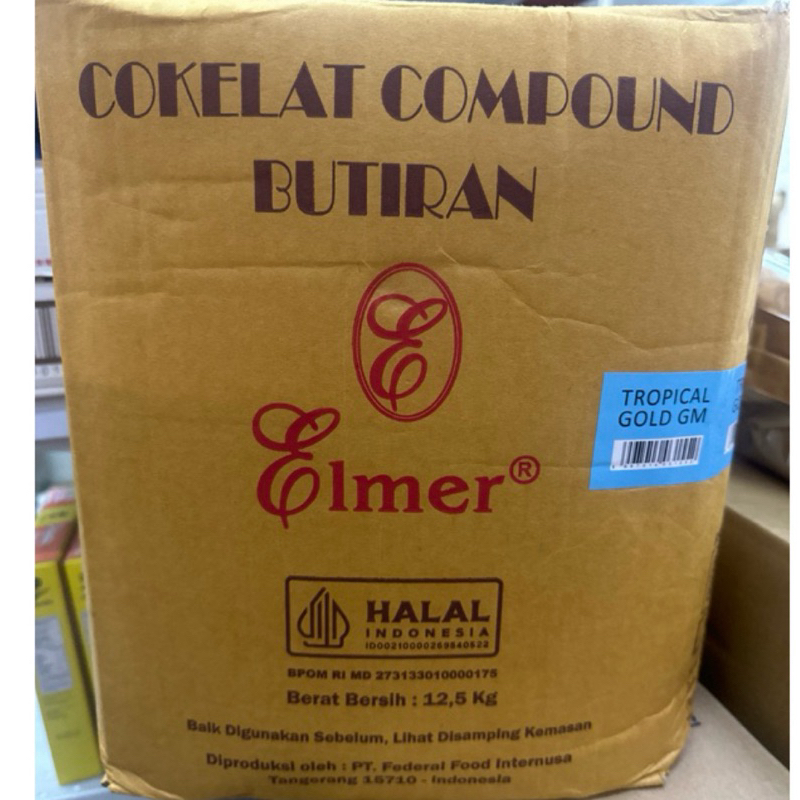 COKELAT COMPOUND
BUTIRAN
E
Elmer®
TROPICAL
GOLD GM
HALAL
INDONESIA
ID00210000269840522
BPOM RI MD 273133010000175
Berat Bersih : 12,5 Kg
Baik Digunakan Sebelum, Lihat Disamping Kemasan
Diproduksi oleh : PT. Federal Food Internusa
Tangerang 15710 - Indonesia